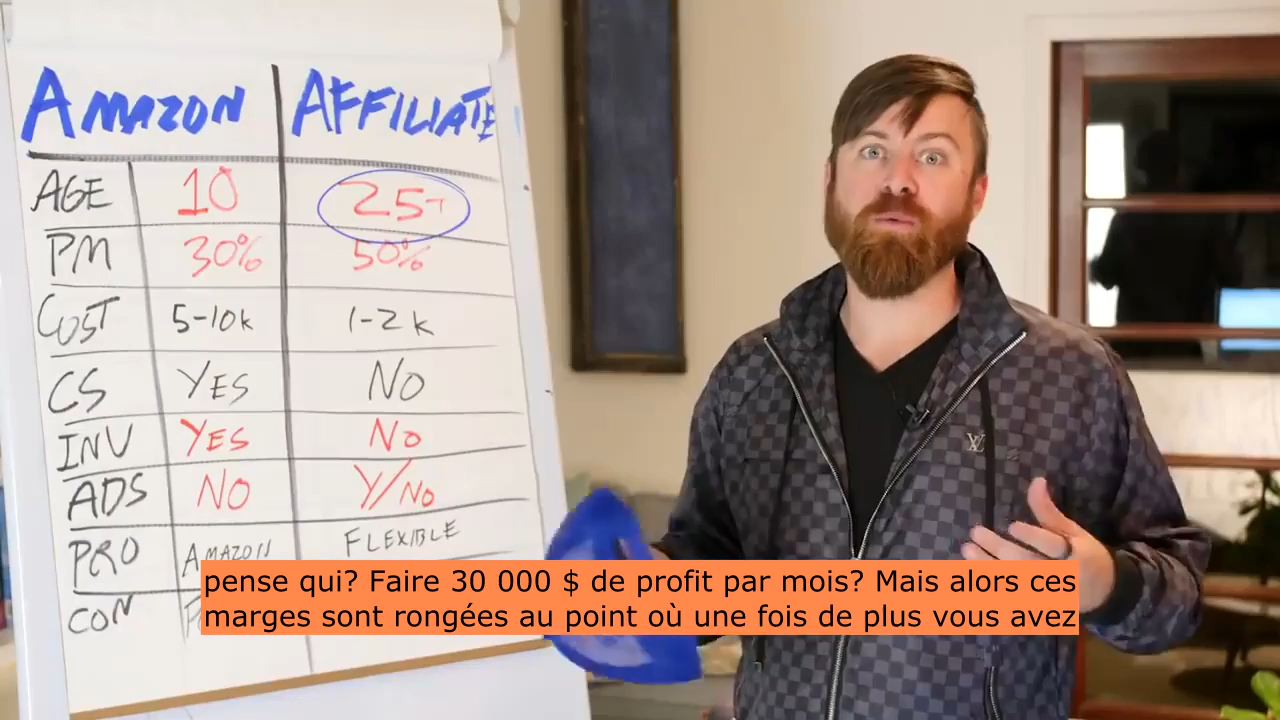 AMAZON AFFILIATE
AGE 10 25+
PM 30% 50%
COST 5-10K 1-2K
CS YES NO
INV YES NO
ADS NO Y/NO
PRO AMAZON FLEXIBLE
CON
LV
pense qui? Faire 30 000 $ de profit par mois? Mais alors ces
marges sont rongées au point où une fois de plus vous avez